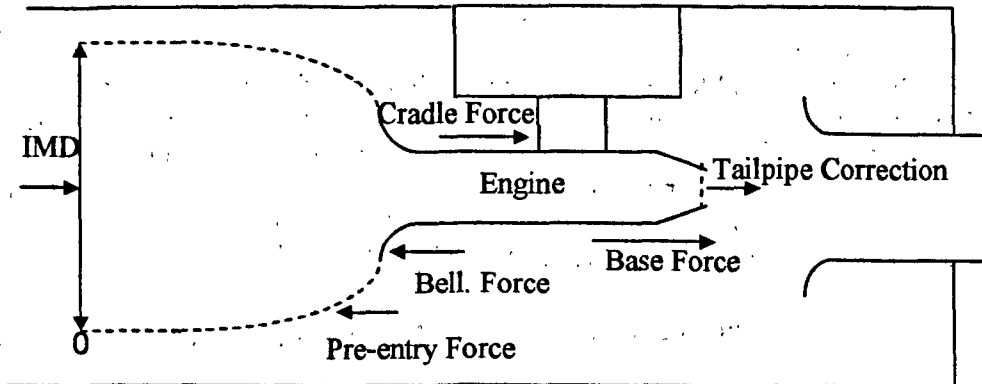 Cradle Force
IMD
Engine
Tailpipe Correction
Base Force
Bell. Force
0
Pre-entry Force